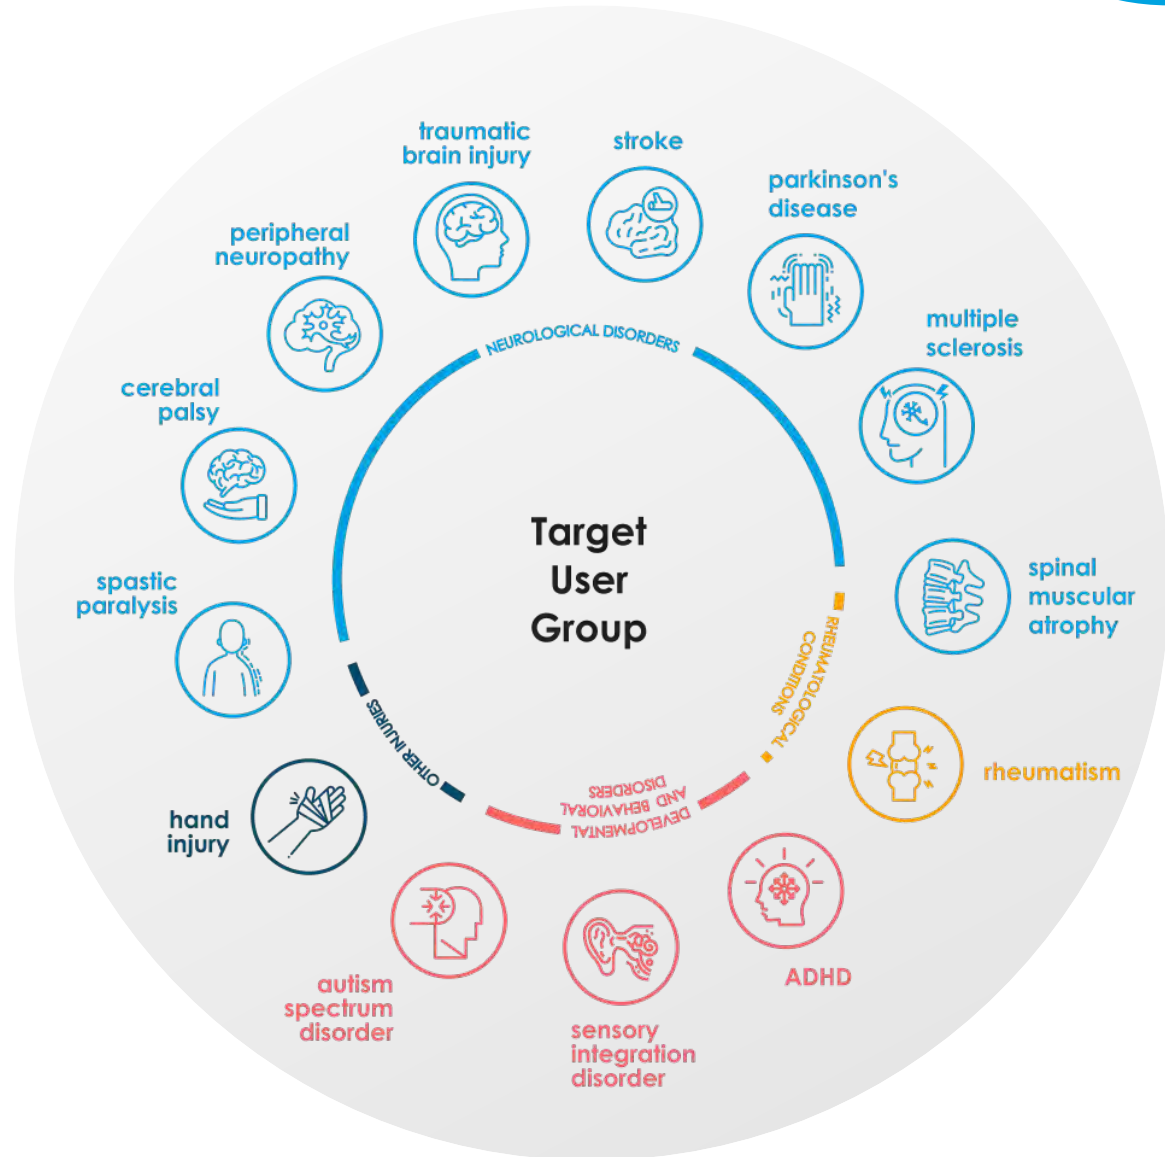 traumatic
brain injury
stroke
parkinson's
disease
peripheral
neuropathy
multiple
sclerosis
NEUROLOGICAL DISORDERS
cerebral
palsy
Target
User
Group
spastic
paralysis
spinal
muscular
atrophy
RHEUMATOLOGICAL
CONDITIONS
OTHER INJURIES
rheumatism
DEVELOPMENTAL
AND BEHAVIORAL
DISORDERS
hand
injury
autism
spectrum
disorder
sensory
integration
disorder
ADHD